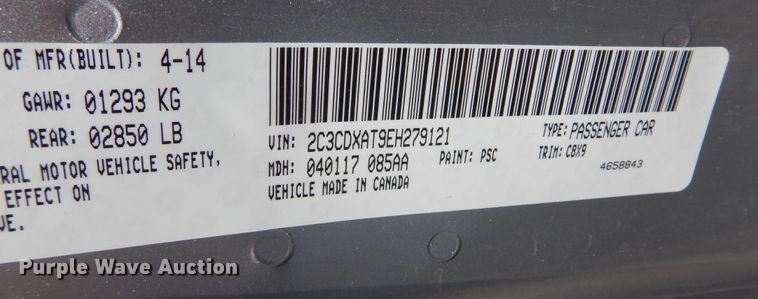 OF MFR(BUILT): 4-14
GAWR: 01293 KG
REAR: 02850 LB
RAL MOTOR VEHICLE SAFETY,
EFFECT ON
VE.
VIN: 2C3CDXAT9EH279121
TYPE: PASSENGER CAR
MDH: 040117 085AA
PAINT: PSC
TRIM: C8X9
VEHICLE MADE IN CANADA
4658843
Purple Wave Auction